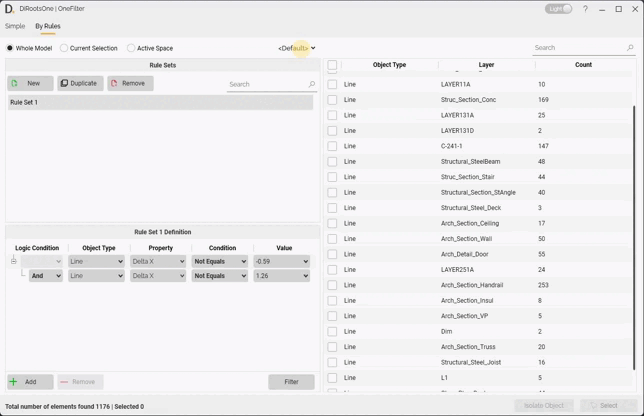 DiRootsOne | OneFilter
Light
Simple By Rules
Whole Model Current Selection Active Space <Default> Search
Rule Sets
New Duplicate Remove Search
Rule Set 1
Rule Set 1 Definition
Logic Condition Object Type Property Condition Value
Line Delta X Not Equals -0.59
And Line Delta X Not Equals 1.26
Add Remove Filter
Object Type Layer Count
Line LAYER11A 10
Line Struc_Section_Conc 169
Line LAYER131A 25
Line LAYER131D 2
Line C-241-1 147
Line Structural_SteelBeam 48
Line Struc_Section_Stair 44
Line Structural_Section_StAngle 40
Line Structural_Steel_Deck 3
Line Arch_Section_Ceiling 17
Line Arch_Section_Wall 50
Line Arch_Detail_Door 55
Line LAYER251A 24
Line Arch_Section_Handrail 253
Line Arch_Section_Insul 8
Line Arch_Section_VP 5
Line Dim 2
Line Arch_Section_Truss 20
Line Structural_Steel_Joist 16
Line L1 5
Total number of elements found 1176 | Selected 0
Isolate Object Select